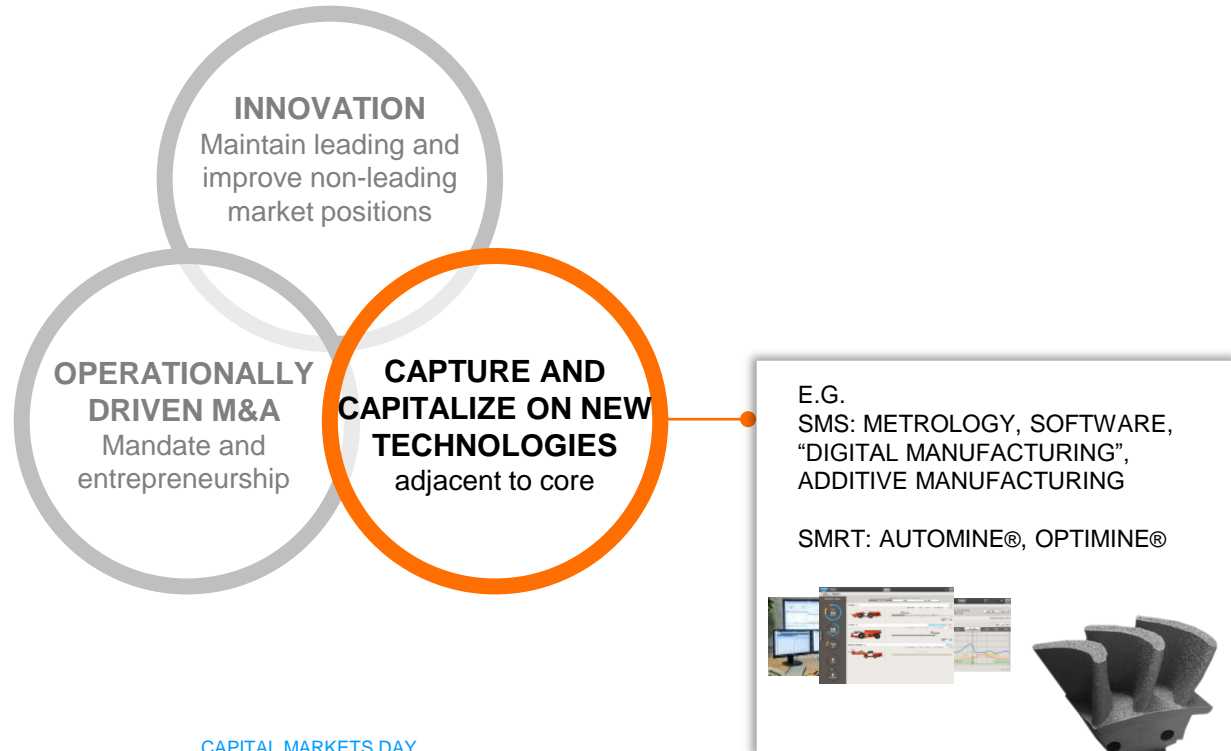 INNOVATION
Maintain leading and
improve non-leading
market positions
OPERATIONALLY
DRIVEN M&A
Mandate and
entrepreneurship
CAPTURE AND
CAPITALIZE ON NEW
TECHNOLOGIES
adjacent to core
E.G.
SMS: METROLOGY, SOFTWARE,
“DIGITAL MANUFACTURING”,
ADDITIVE MANUFACTURING
SMRT: AUTOMINE®, OPTIMINE®
CAPITAL MARKETS DAY